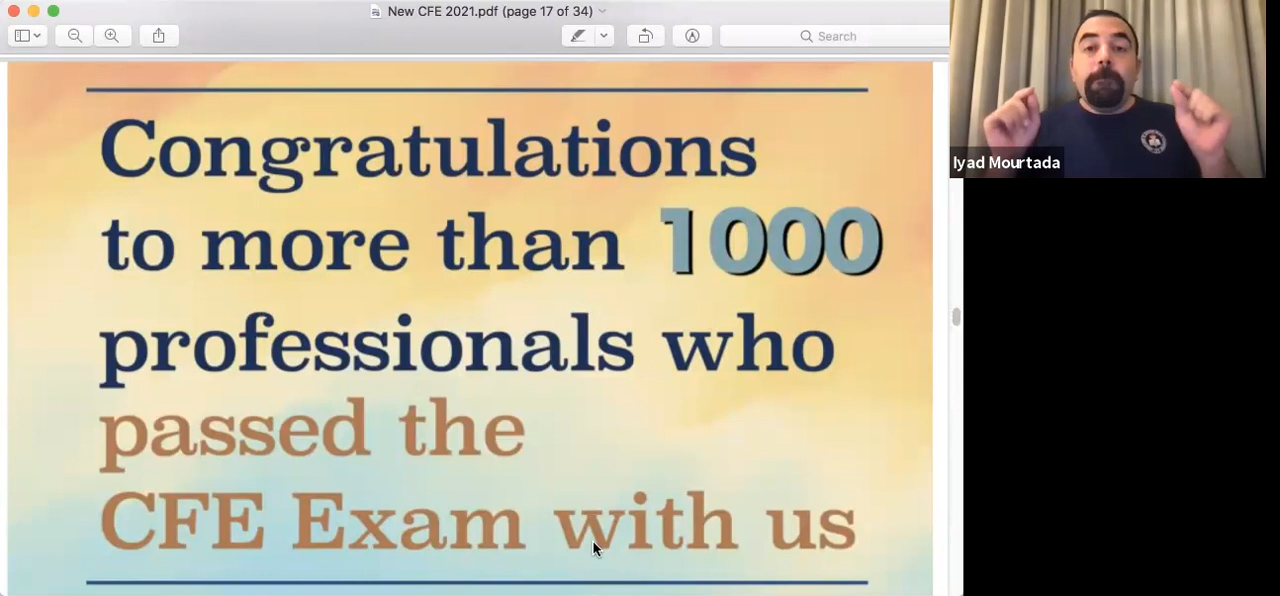 New CFE 2021.pdf (page 17 of 34)
Search
Congratulations
to more than 1000
professionals who
passed the
CFE Exam with us
Iyad Mourtada